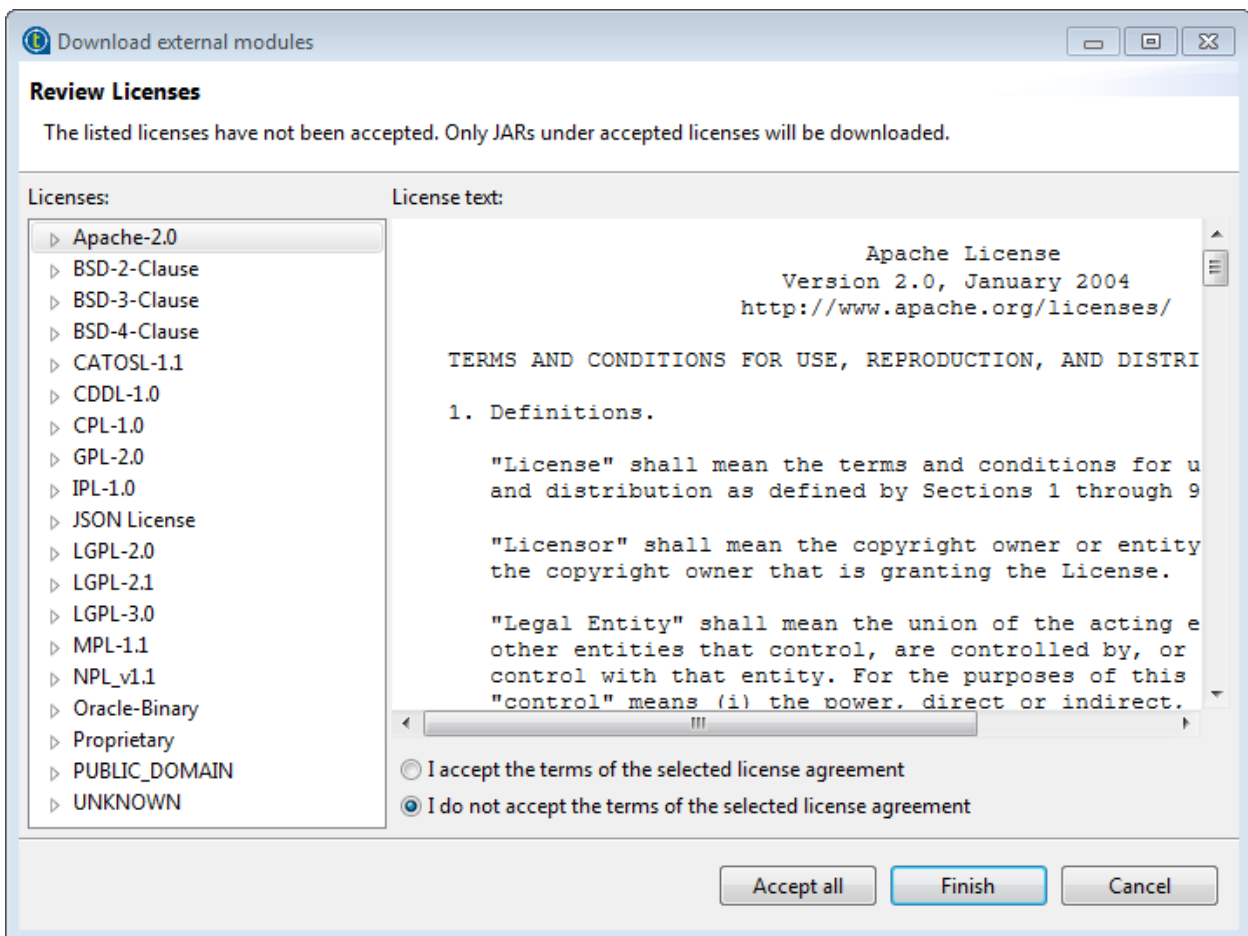 Download external modules
Review Licenses
The listed licenses have not been accepted. Only JARs under accepted licenses will be downloaded.
Licenses:
Apache-2.0
BSD-2-Clause
BSD-3-Clause
BSD-4-Clause
CATOSL-1.1
CDDL-1.0
CPL-1.0
GPL-2.0
IPL-1.0
JSON License
LGPL-2.0
LGPL-2.1
LGPL-3.0
MPL-1.1
NPL_v1.1
Oracle-Binary
Proprietary
PUBLIC_DOMAIN
UNKNOWN
License text:
Apache License
Version 2.0, January 2004
http://www.apache.org/licenses/
TERMS AND CONDITIONS FOR USE, REPRODUCTION, AND DISTRI
1. Definitions.
"License" shall mean the terms and conditions for u
and distribution as defined by Sections 1 through 9
"Licensor" shall mean the copyright owner or entity
the copyright owner that is granting the License.
"Legal Entity" shall mean the union of the acting e
other entities that control, are controlled by, or
control with that entity. For the purposes of this
"control" means (i) the power, direct or indirect,
I accept the terms of the selected license agreement
I do not accept the terms of the selected license agreement
Accept all
Finish
Cancel